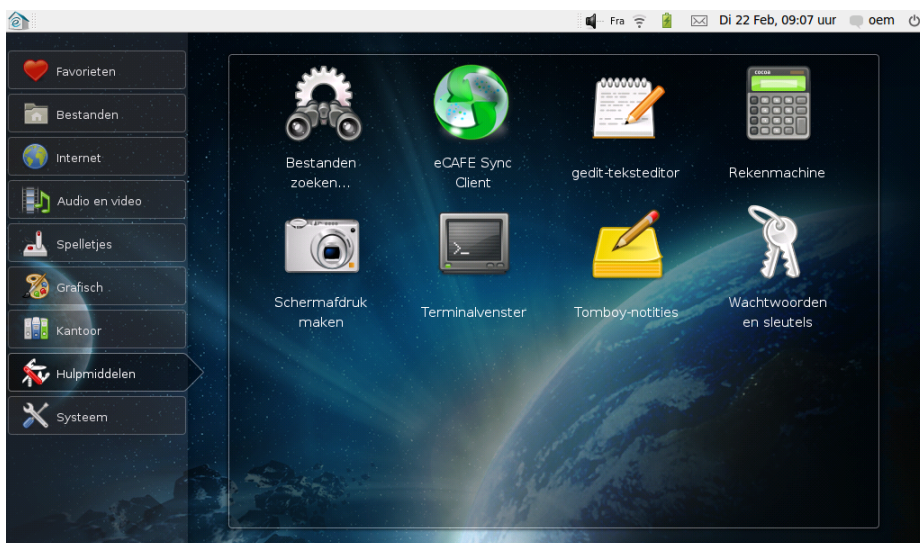 Fra
Di 22 Feb, 09:07 uur
oem
Favorieten
Bestanden
Internet
Audio en video
Spelletjes
Grafisch
Kantoor
Hulpmiddelen
Systeem
Bestanden
zoeken...
eCAFE Sync
Client
gedit-teksteditor
Rekenmachine
Schermafdruk
maken
Terminalvenster
Tomboy-notities
Wachtwoorden
en sleutels